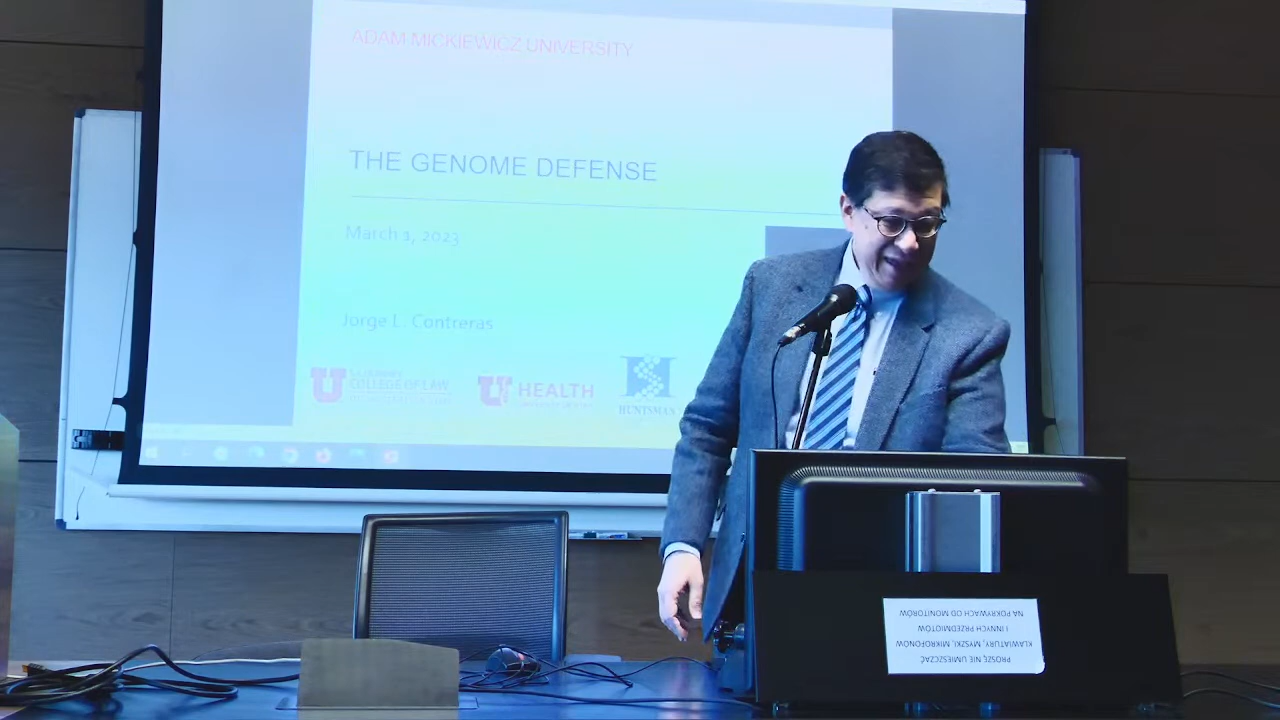 ADAM MICKIEWICZ UNIVERSITY
THE GENOME DEFENSE
March 1, 2023
Jorge L. Contreras
U
COLLEGE OF LAW
U
HEALTH
H
HUNTSMAN
PROSZĘ NIE UMIESZCZAĆ
KLAWIATURY, MYSZKI, MIKROFONÓW
I INNYCH PRZEDMIOTÓW
NA POKRYWACH OD MONITORÓW